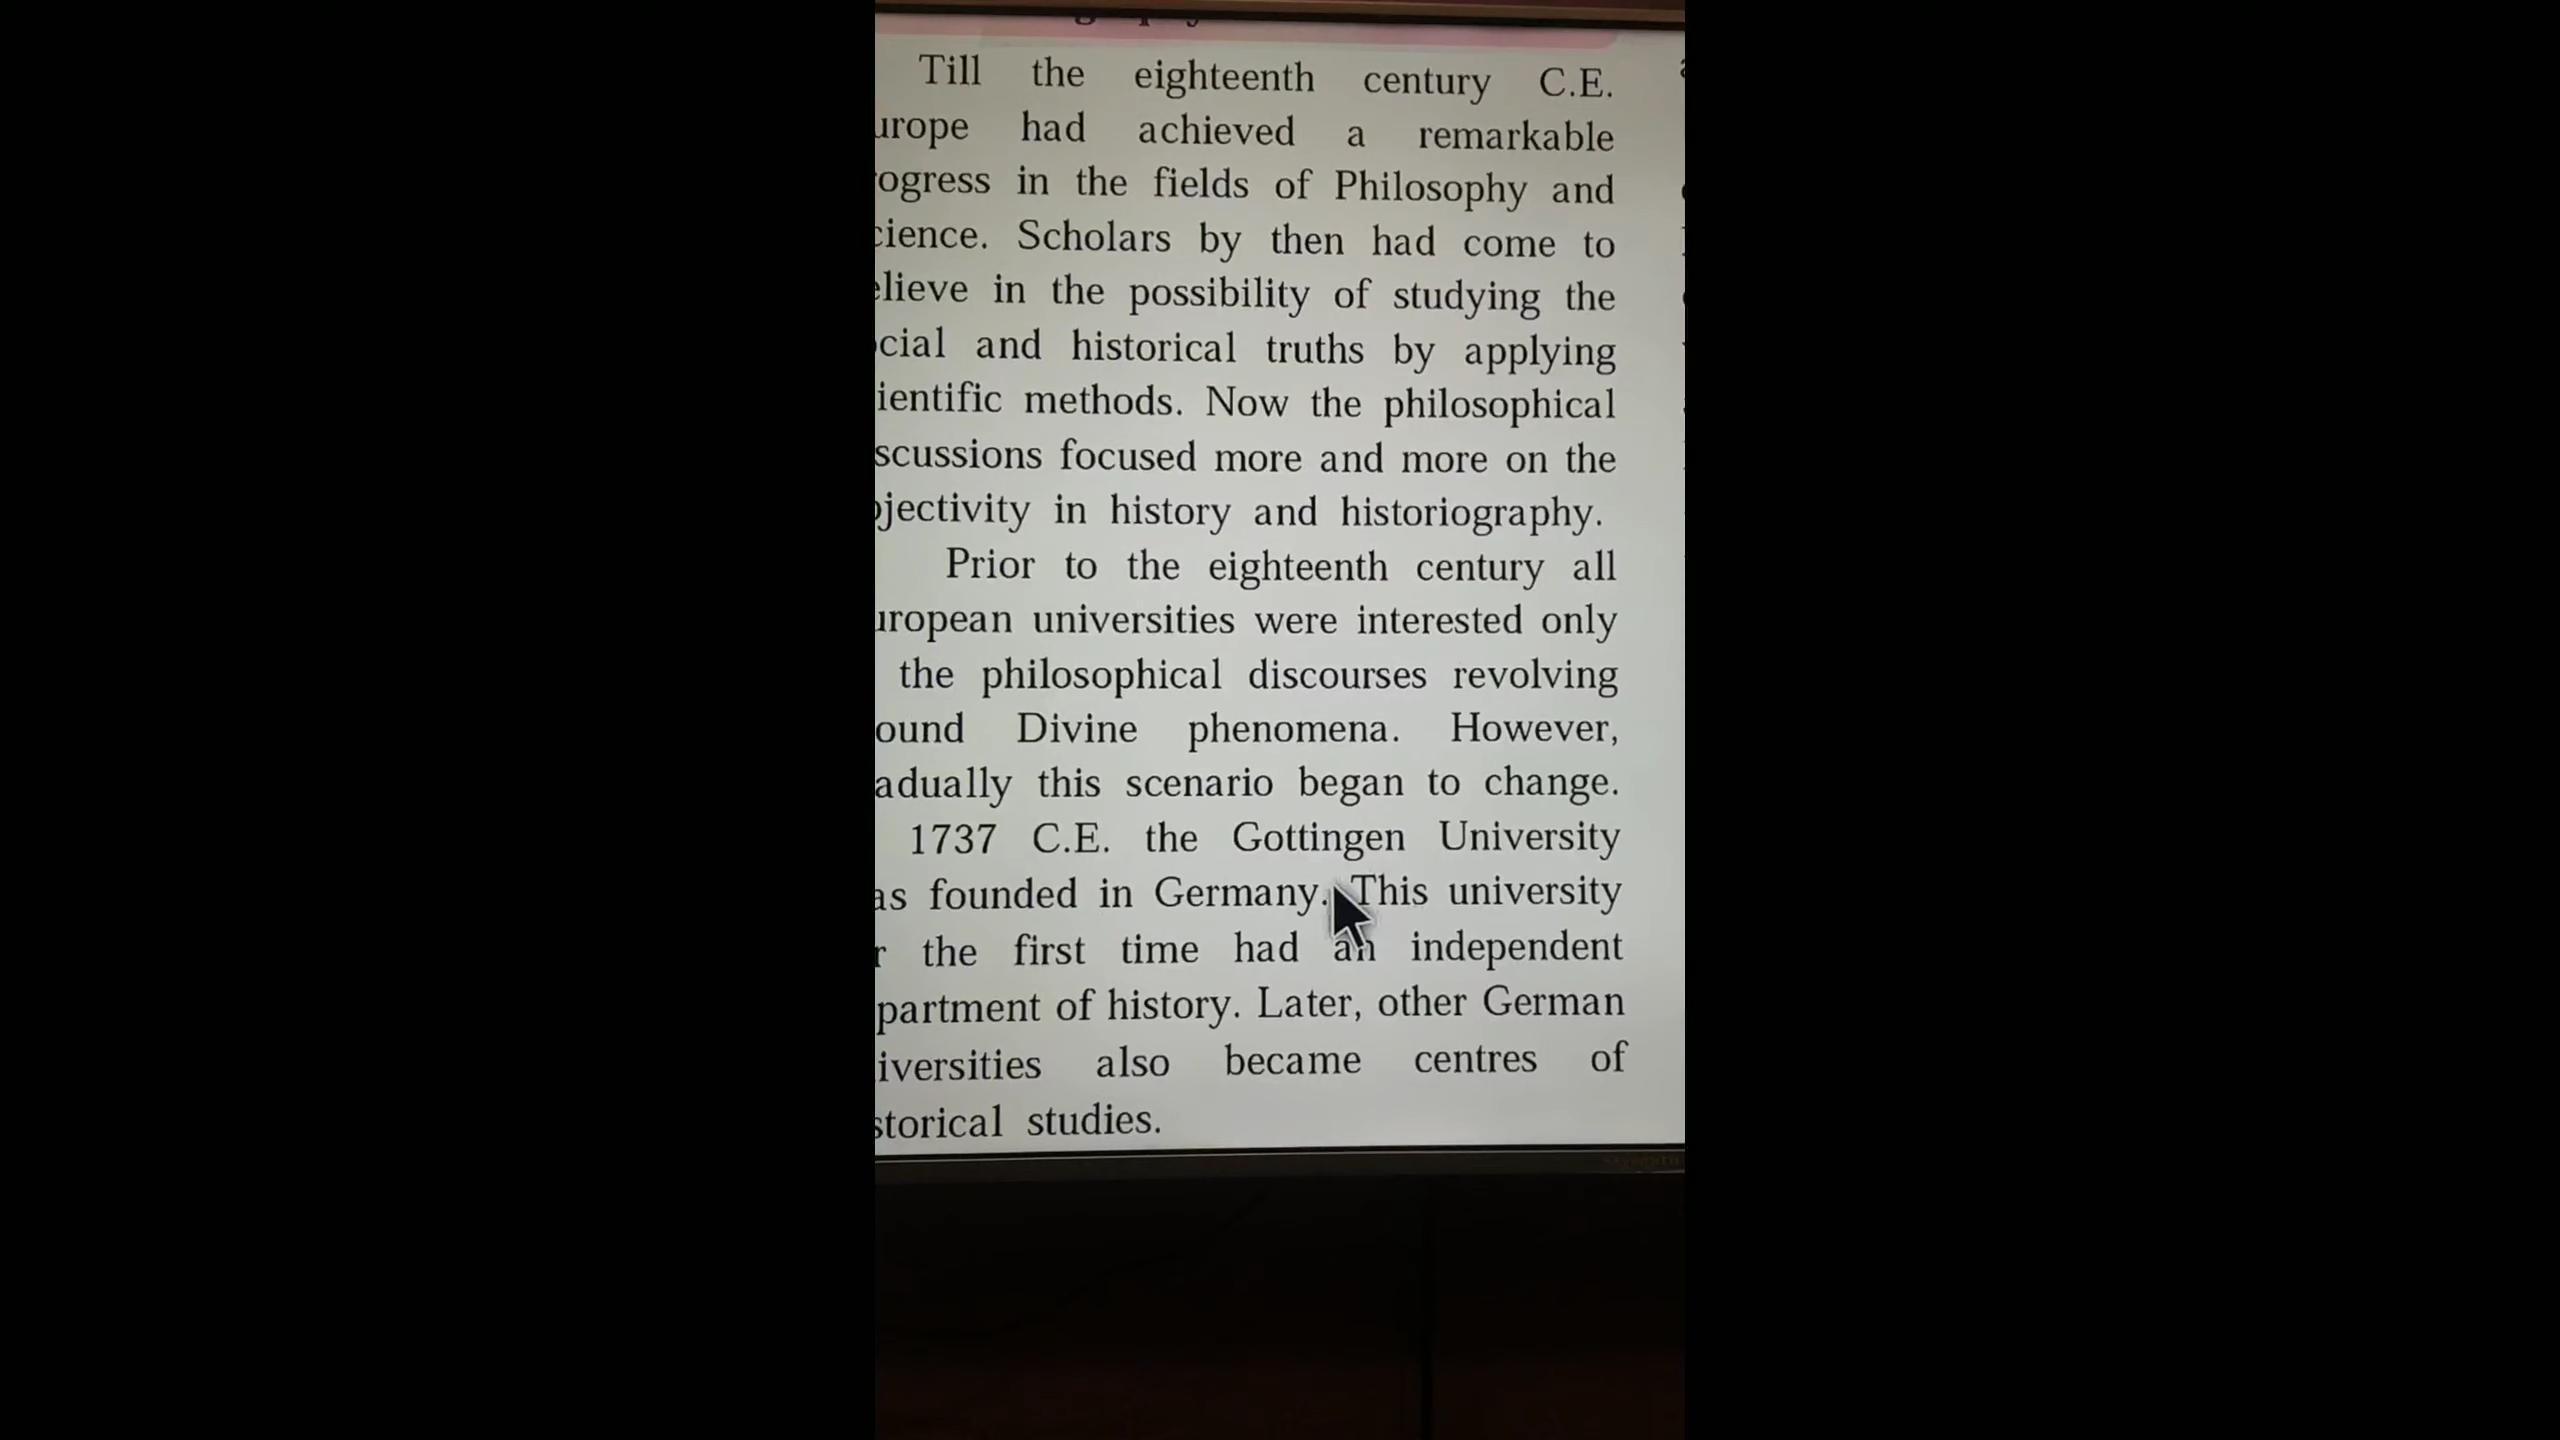 Till the eighteenth century C.E.
urope had achieved a remarkable
ogress in the fields of Philosophy and
cience. Scholars by then had come to
elieve in the possibility of studying the
cial and historical truths by applying
ientific methods. Now the philosophical
scussions focused more and more on the
jectivity in history and historiography.
Prior to the eighteenth century all
uropean universities were interested only
the philosophical discourses revolving
ound Divine phenomena. However,
adually this scenario began to change.
1737 C.E. the Gottingen University
as founded in Germany. This university
r the first time had an independent
partment of history. Later, other German
iversities also became centres of
storical studies.